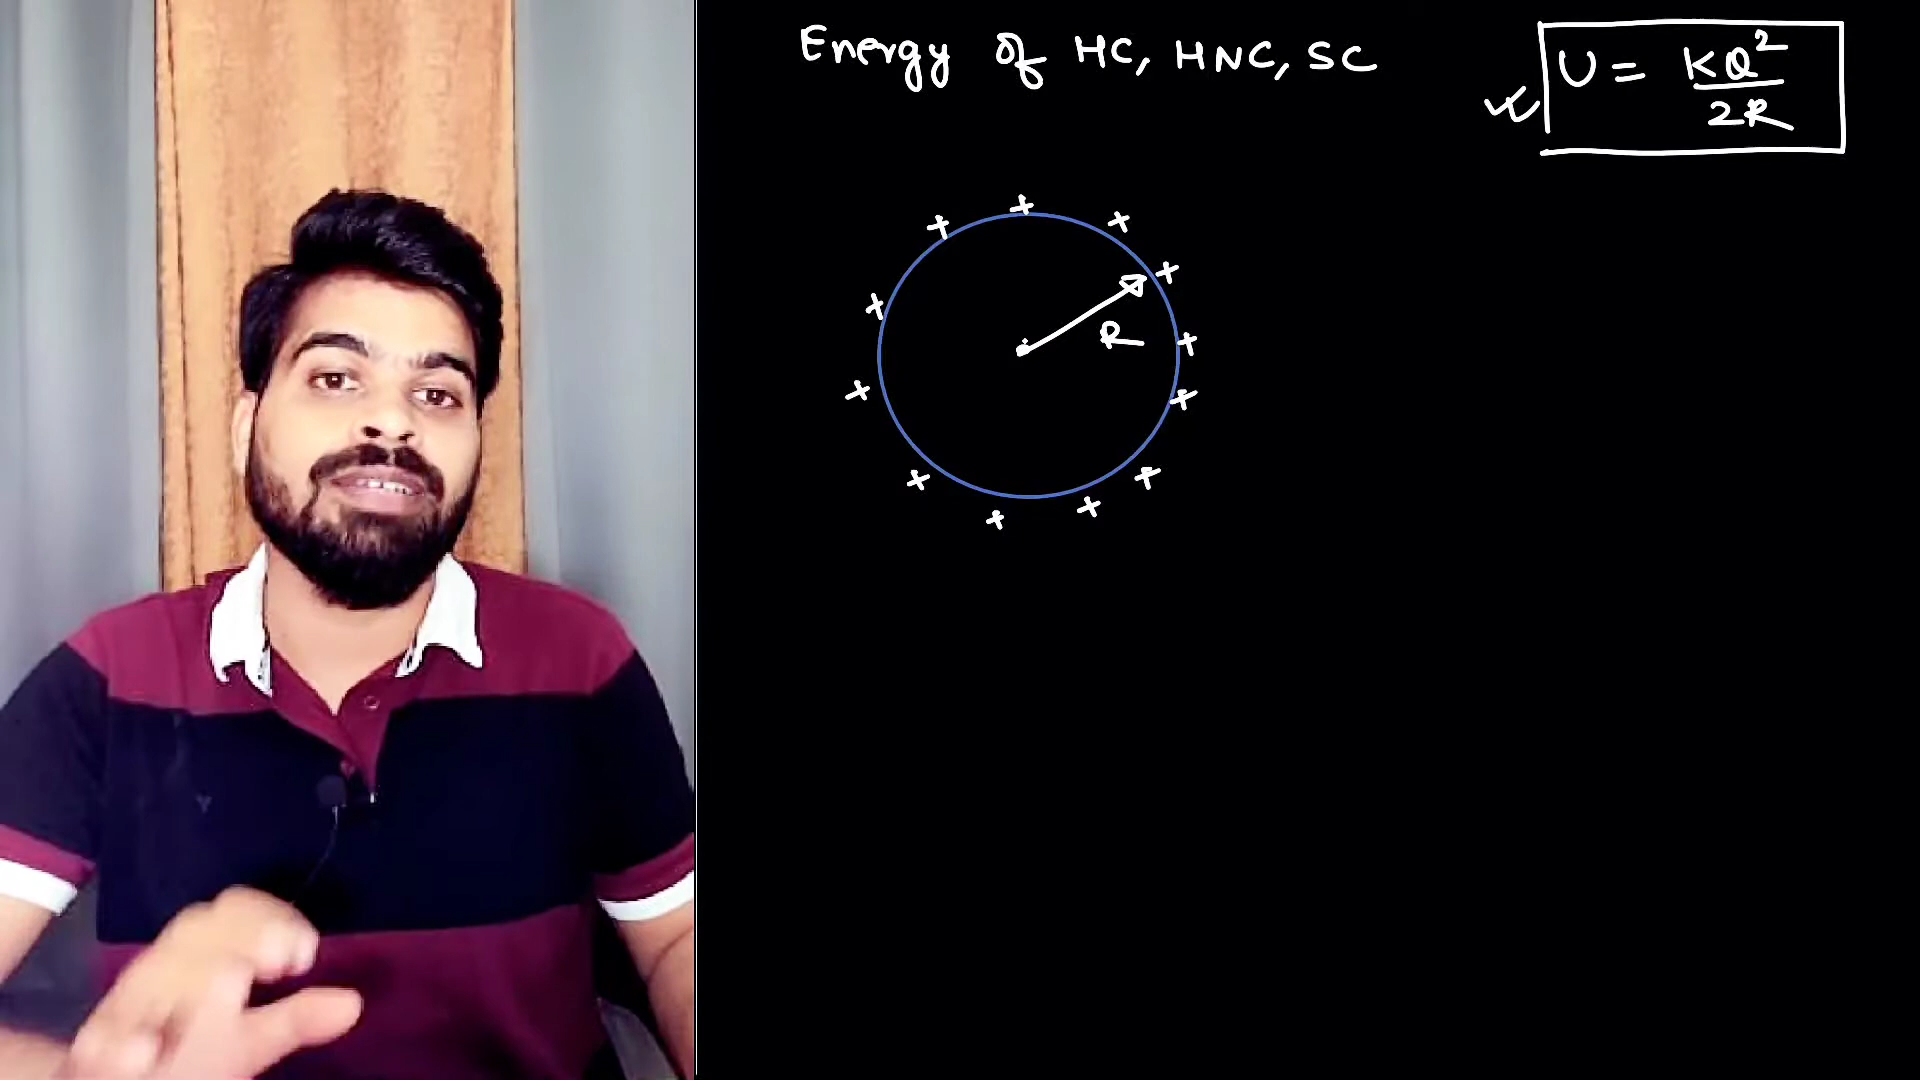 Energy of HC, HNC, SC
U = KQ²/2R
+ + +
+
+
R
+
+
+
+
+
+
+
+